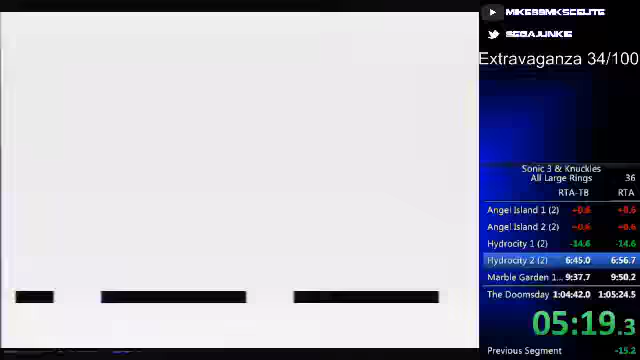 MIKE89MKSCELITE
SEGAJUNKIE
Extravaganza 34/100
Sonic 3 & Knuckles
All Large Rings 36
RTA-TB RTA
Angel Island 1 (2) +0.6 +0.6
Angel Island 2 (2) +0.6 +0.6
Hydrocity 1 (2) -14.6 -14.6
Hydrocity 2 (2) 6:45.0 6:56.7
Marble Garden 1... 9:37.7 9:50.2
The Doomsday 1:04:42.0 1:05:24.5
05:19.3
Previous Segment -15.2